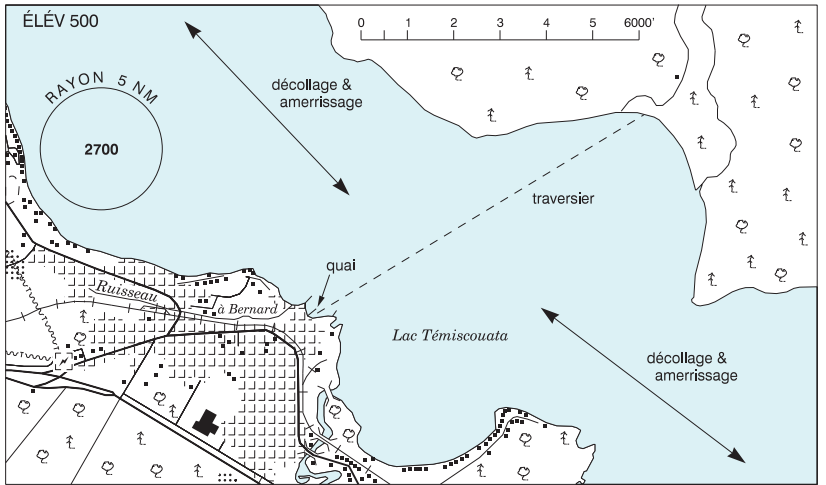 ÉLÉV 500
0 1 2 3 4 5 6000'
RAYON 5 NM
2700
décollage &
amerrissage
traversier
quai
Ruisseau
à Bernard
Lac Témiscouata
décollage &
amerrissage